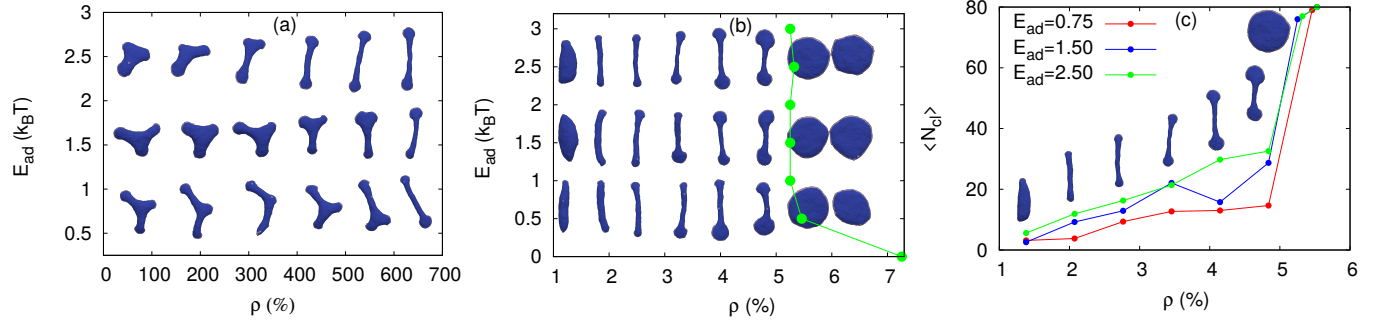 (a)
3
2.5
2
1.5
1
0.5
E_ad (k_BT)
0 100 200 300 400 500 600 700
ρ (%)
(b)
3
2.5
2
1.5
1
0.5
0
E_ad (k_BT)
1 2 3 4 5 6 7
ρ (%)
(c)
E_ad=0.75
E_ad=1.50
E_ad=2.50
80
60
40
20
0
<N_cl>
1 2 3 4 5 6
ρ (%)